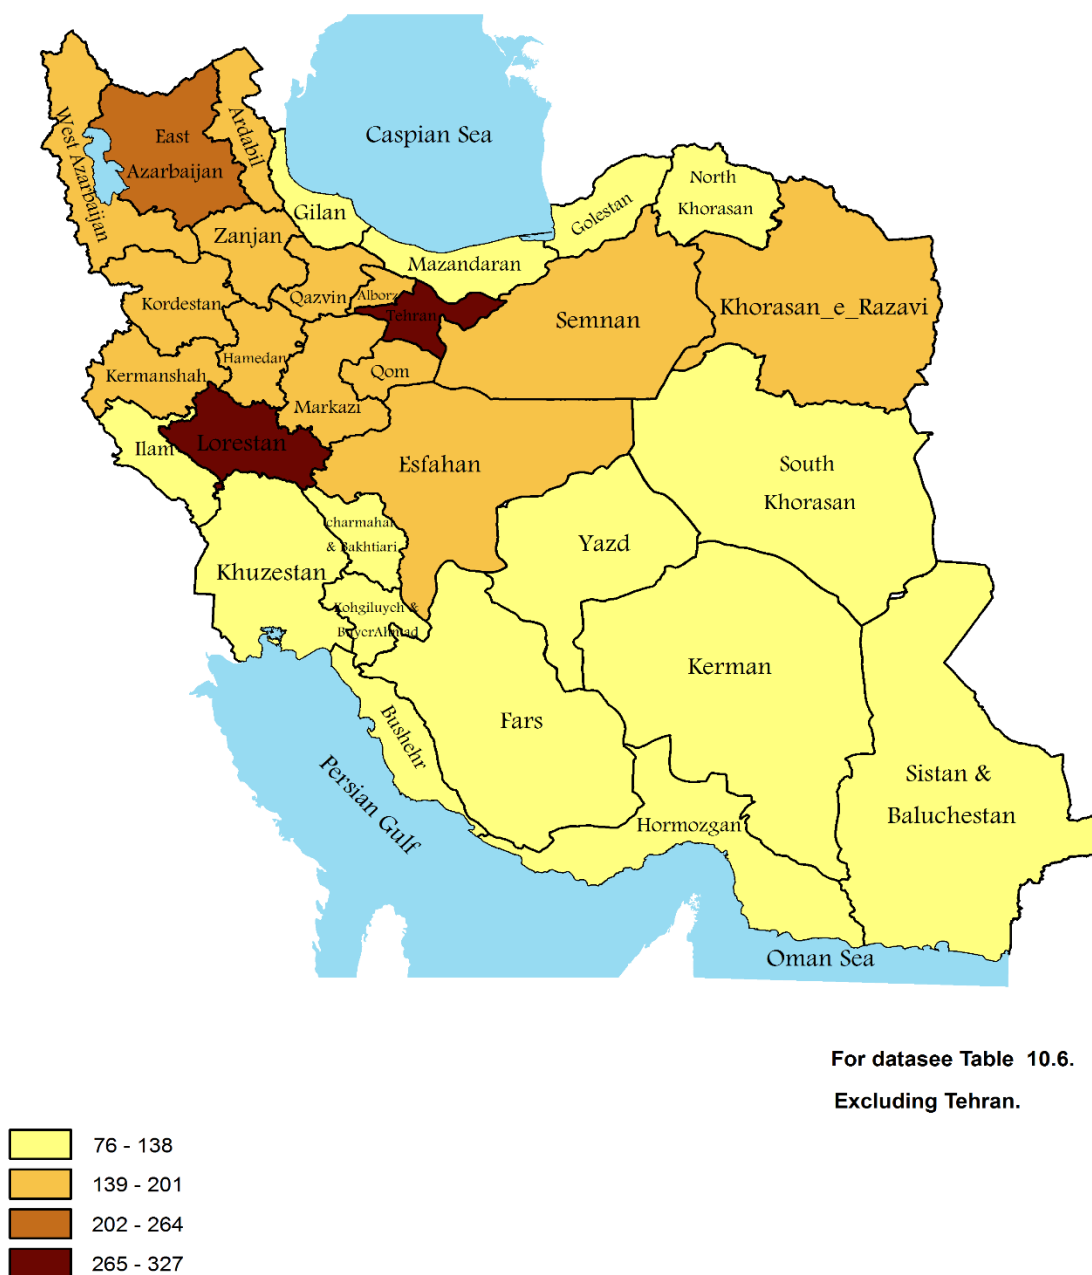 Caspian Sea
West Azarbaijan
East
Azarbaijan
Ardabil
Gilan
Zanjan
Mazandaran
Golestan
North
Khorasan
Kordestan
Qazvin
Alborz
Tehran
Semnan
Khorasan_e_Razavi
Kermanshah
Hamedan
Qom
Markazi
Ilam
Lorestan
Esfahan
South
Khorasan
charmahal
& Bakhtiari
Yazd
Khuzestan
Kohgiluych &
BuyerAhmad
Kerman
Fars
Bushehr
Persian Gulf
Sistan &
Baluchestan
Hormozgan
Oman Sea
For datasee Table 10.6.
Excluding Tehran.
76 - 138
139 - 201
202 - 264
265 - 327